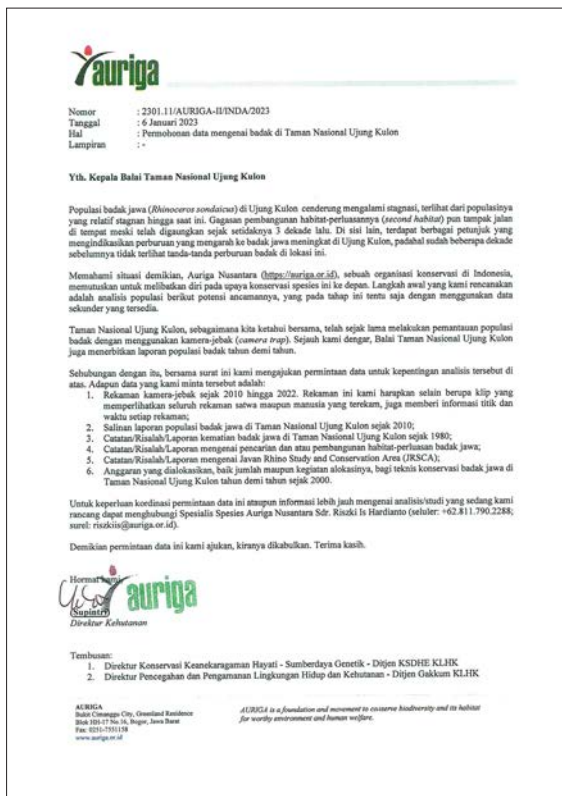 auriga
Nomor : 2301.11/AURIGA-II/INDA/2023
Tanggal : 6 Januari 2023
Hal : Permohonan data mengenai badak di Taman Nasional Ujung Kulon
Lampiran : -
Yth. Kepala Balai Taman Nasional Ujung Kulon
Populasi badak jawa (Rhinoceros sondaicus) di Ujung Kulon cenderung mengalami stagnasi, terlihat dari populasinya
yang relatif stagnan hingga saat ini. Gagasan pembangunan habitat-perluasannya (second habitat) pun tampak jalan
di tempat meski telah digaungkan sejak setidaknya 3 dekade lalu. Di sisi lain, terdapat berbagai petunjuk yang
mengindikasikan perburuan yang mengarah ke badak jawa meningkat di Ujung Kulon, padahal sudah beberapa dekade
sebelumnya tidak terlihat tanda-tanda perburuan badak di lokasi ini.
Memahami situasi demikian, Auriga Nusantara (https://auriga.or.id), sebuah organisasi konservasi di Indonesia,
memutuskan untuk melibatkan diri pada upaya konservasi spesies ini ke depan. Langkah awal yang kami rencanakan
adalah analisis populasi berikut potensi ancamannya, yang pada tahap ini tentu saja dengan menggunakan data
sekunder yang tersedia.
Taman Nasional Ujung Kulon, sebagaimana kita ketahui bersama, telah sejak lama melakukan pemantauan populasi
badak dengan menggunakan kamera-jebak (camera trap). Sejauh kami dengar, Balai Taman Nasional Ujung Kulon
juga menerbitkan laporan populasi badak tahun demi tahun.
Sehubungan dengan itu, bersama surat ini kami mengajukan permintaan data untuk kepentingan analisis tersebut di
atas. Adapun data yang kami minta tersebut adalah:
1. Rekaman kamera-jebak sejak 2010 hingga 2022. Rekaman ini kami harapkan selain berupa klip yang
memperlihatkan seluruh rekaman satwa maupun manusia yang terekam, juga memberi informasi titik dan
waktu setiap rekaman;
2. Salinan laporan populasi badak jawa di Taman Nasional Ujung Kulon sejak 2010;
3. Catatan/Risalah/Laporan kematian badak jawa di Taman Nasional Ujung Kulon sejak 1980;
4. Catatan/Risalah/Laporan mengenai pencarian dan atau pembangunan habitat-perluasan badak jawa;
5. Catatan/Risalah/Laporan mengenai Javan Rhino Study and Conservation Area (JRSCA);
6. Anggaran yang dialokasikan, baik jumlah maupun kegiatan alokasinya, bagi teknis konservasi badak jawa di
Taman Nasional Ujung Kulon tahun demi tahun sejak 2000.
Untuk keperluan kordinasi permintaan data ini ataupun informasi lebih jauh mengenai analisis/studi yang sedang kami
rancang dapat menghubungi Spesialis Spesies Auriga Nusantara Sdr. Riszki Is Hardianto (seluler: +62.811.790.2288;
surel: riszkiis@auriga.or.id).
Demikian permintaan data ini kami ajukan, kiranya dikabulkan. Terima kasih.
Hormat kami
auriga
(Supintri)
Direktur Kehutanan
Tembusan:
1. Direktur Konservasi Keanekaragaman Hayati - Sumberdaya Genetik - Ditjen KSDHE KLHK
2. Direktur Pencegahan dan Pengamanan Lingkungan Hidup dan Kehutanan - Ditjen Gakkum KLHK
AURIGA
Bukit Cimanggu City, Greenland Residence
Blok HH-17 No.16, Bogor, Jawa Barat
Fax: 0251-7551158
www.auriga.or.id
AURIGA is a foundation and movement to conserve biodiversity and its habitat
for worthy environment and human welfare.